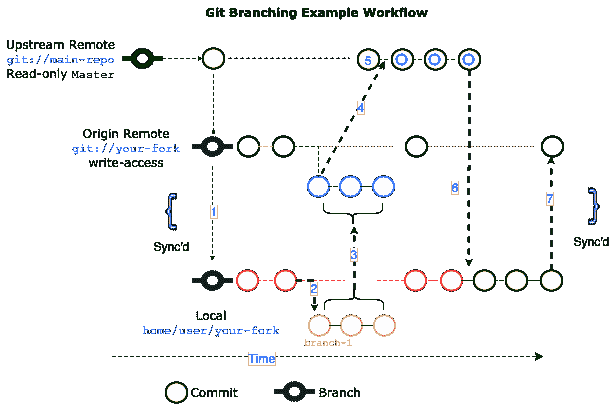 Git Branching Example Workflow
Upstream Remote
git://main-repo
Read-only Master
5
4
Origin Remote
git://your-fork
write-access
1
6
7
Sync'd
Sync'd
3
2
Local
home/user/your-fork
branch-1
Time
Commit
Branch